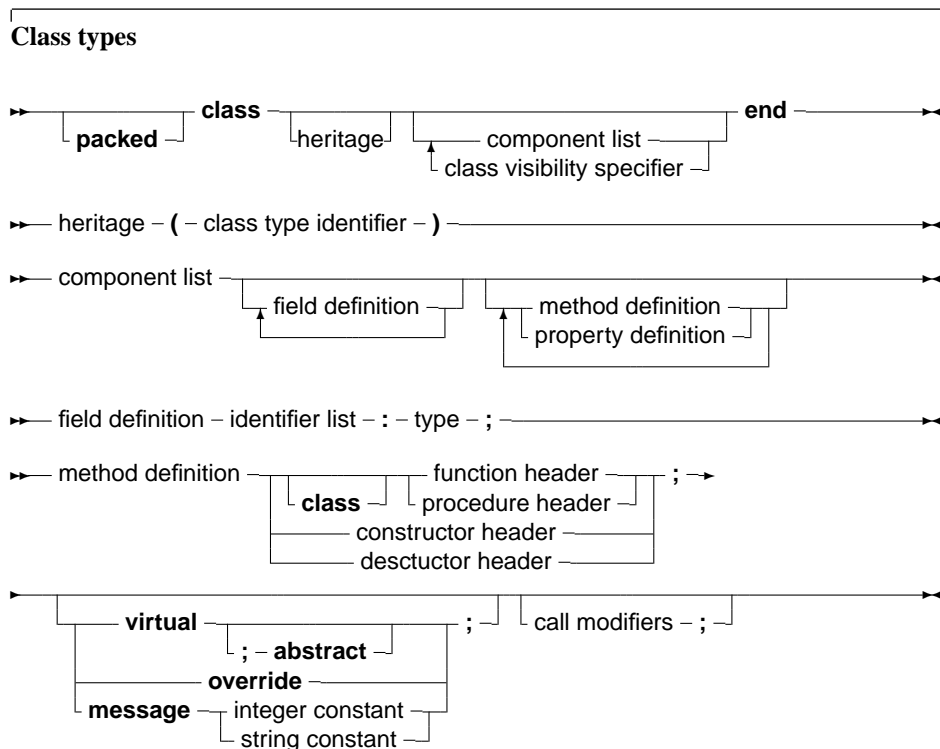 Class types
class end
packed heritage component list
class visibility specifier
heritage ( class type identifier )
component list
field definition method definition
property definition
field definition identifier list : type ;
method definition function header ;
class procedure header
constructor header
desctuctor header
virtual ; call modifiers ;
; abstract
override
message integer constant
string constant